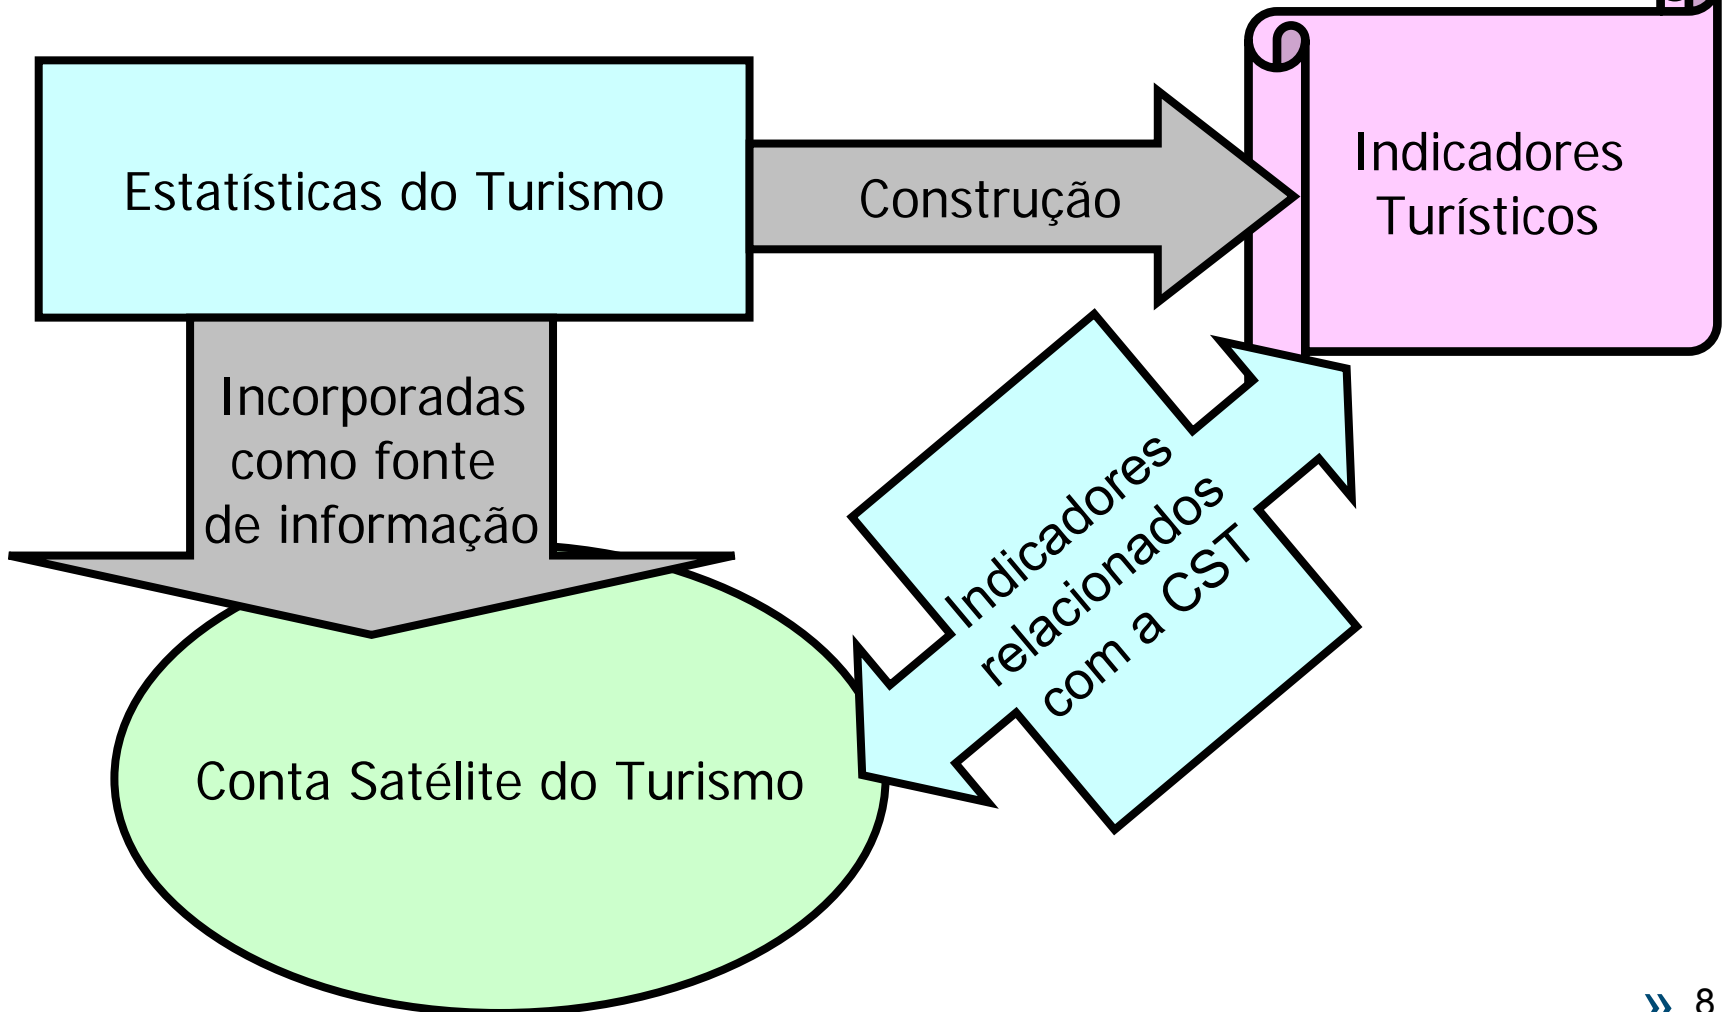 Estatísticas do Turismo
Construção
Indicadores
Turísticos
Incorporadas
como fonte
de informação
Indicadores
relacionados
com a CST
Conta Satélite do Turismo
» 8